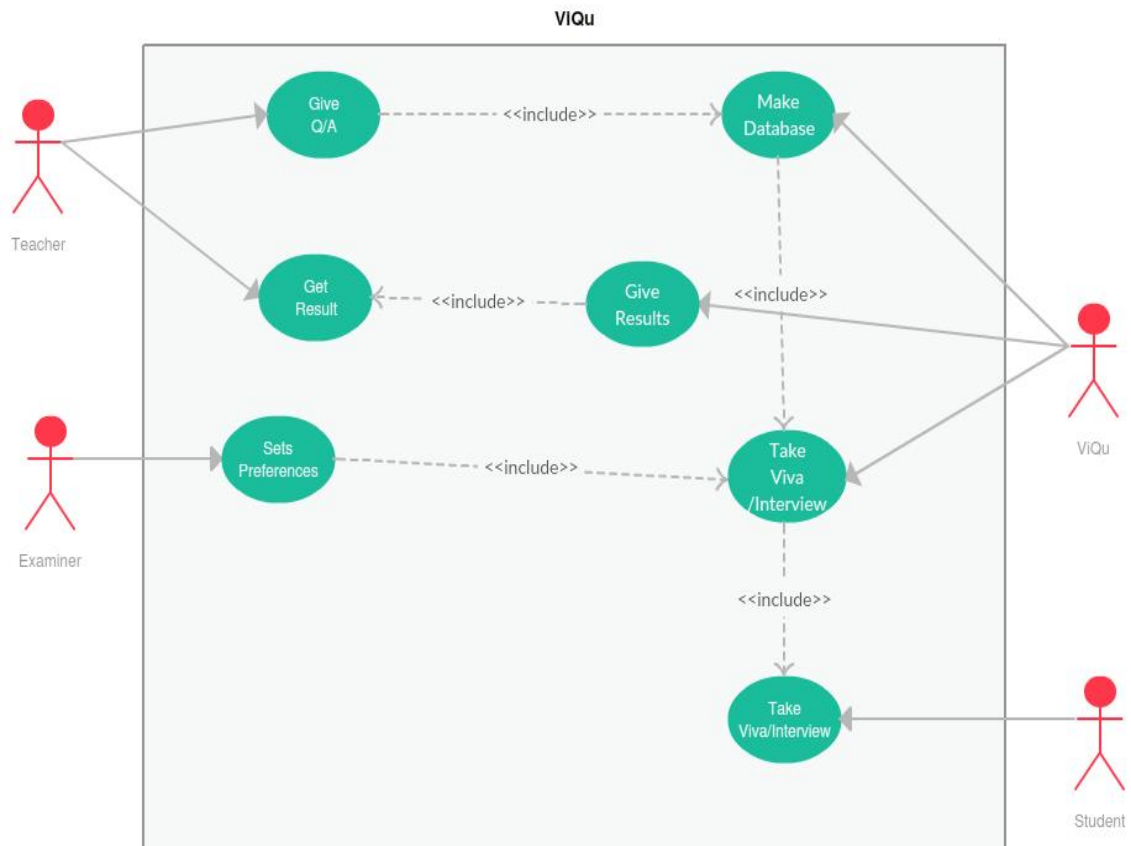 ViQu
Give
Q/A
<<include>>
Make
Database
Teacher
Get
Result
<<include>>
Give
Results
<<include>>
ViQu
Sets
Preferences
<<include>>
Take
Viva
/Interview
Examiner
<<include>>
Take
Viva/Interview
Student